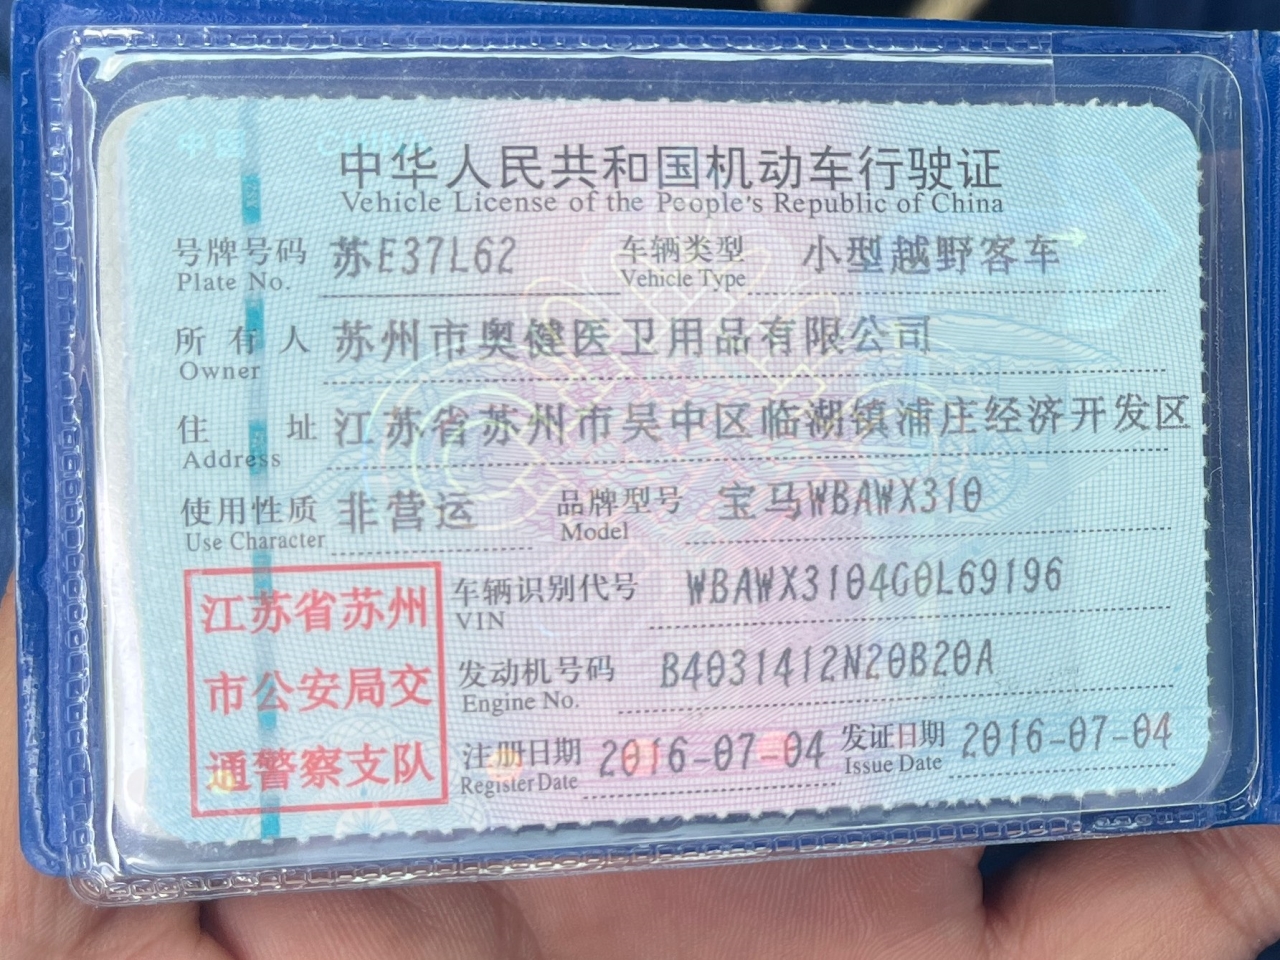 中华人民共和国机动车行驶证
Vehicle License of the People's Republic of China
号牌号码 苏E37L62 车辆类型 小型越野客车
Plate No. Vehicle Type
所有人 苏州市奥健医卫用品有限公司
Owner
住址 江苏省苏州市吴中区临湖镇浦庄经济开发区
Address
使用性质 非营运 品牌型号 宝马WBAWX310
Use Character Model
江苏省苏州
市公安局交
通警察支队
车辆识别代号 WBAWX3104G0L69196
VIN
发动机号码 B4031412N20B20A
Engine No.
注册日期 2016-07-04 发证日期 2016-07-04
Register Date Issue Date